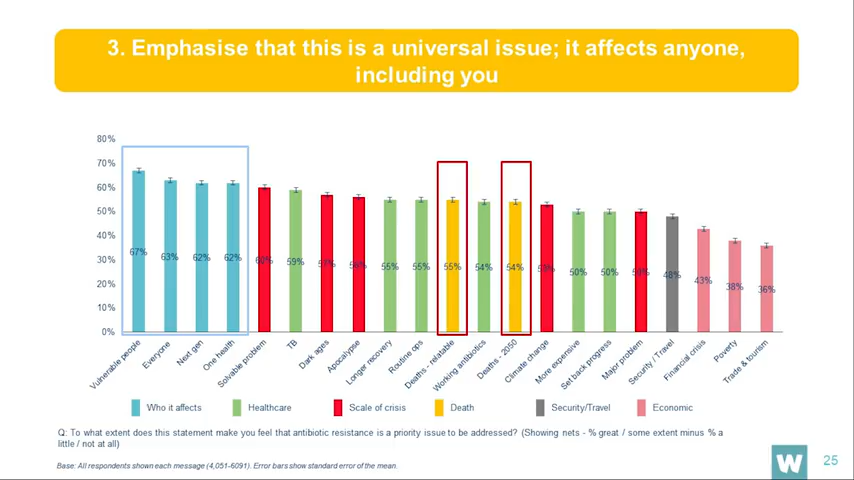 3. Emphasise that this is a universal issue; it affects anyone,
including you
80%
70%
60%
50%
40%
30%
20%
10%
0%
67%
63%
62%
62%
60%
59%
57%
56%
55%
55%
55%
54%
54%
53%
50%
50%
50%
48%
43%
38%
36%
Vulnerable people
Everyone
Next gen
One health
Solvable problem
TB
Dark ages
Apocalypse
Longer recovery
Routine ops
Deaths - relatable
Working antibiotics
Deaths - 2050
Climate change
More expensive
Set back progress
Major problem
Security / Travel
Financial crisis
Poverty
Trade & tourism
Who it affects
Healthcare
Scale of crisis
Death
Security/Travel
Economic
Q: To what extent does this statement make you feel that antibiotic resistance is a priority issue to be addressed? (Showing nets - % great / some extent minus % a
little / not at all)
Base: All respondents shown each message (4,051-6091). Error bars show standard error of the mean.
W
25